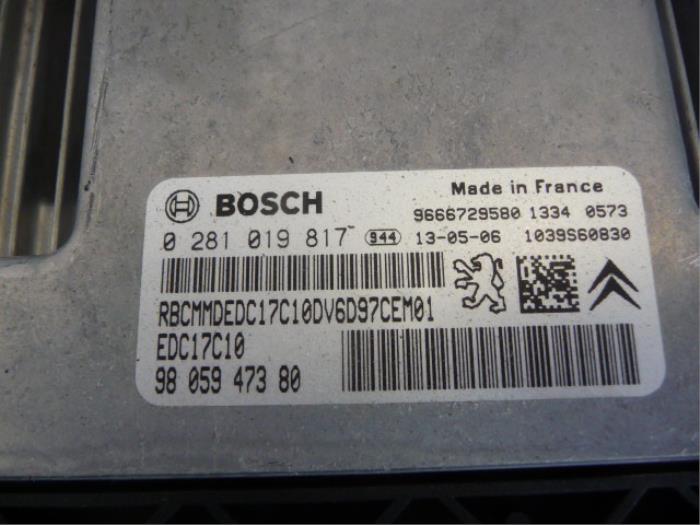 BOSCH
Made in France
9666729580 1334 0573
0 281 019 817 944 13-05-06 1039S60830
RBCMMDEDC17C10DV6D97CEM01
EDC17C10
98 059 473 80